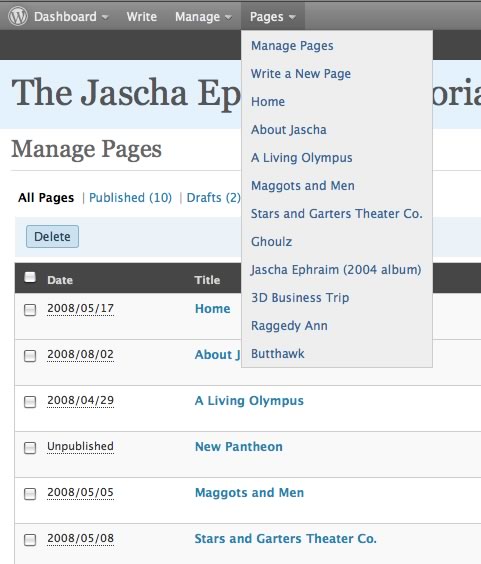 Dashboard Write Manage Pages
Manage Pages
Write a New Page
Home
About Jascha
A Living Olympus
Maggots and Men
Stars and Garters Theater Co.
Ghoulz
Jascha Ephraim (2004 album)
3D Business Trip
Raggedy Ann
Butthawk
The Jascha Ep oria
Manage Pages
All Pages | Published (10) | Drafts (2)
Delete
Date Title
2008/05/17 Home
2008/08/02 About J
2008/04/29 A Living Olympus
Unpublished New Pantheon
2008/05/05 Maggots and Men
2008/05/08 Stars and Garters Theater Co.